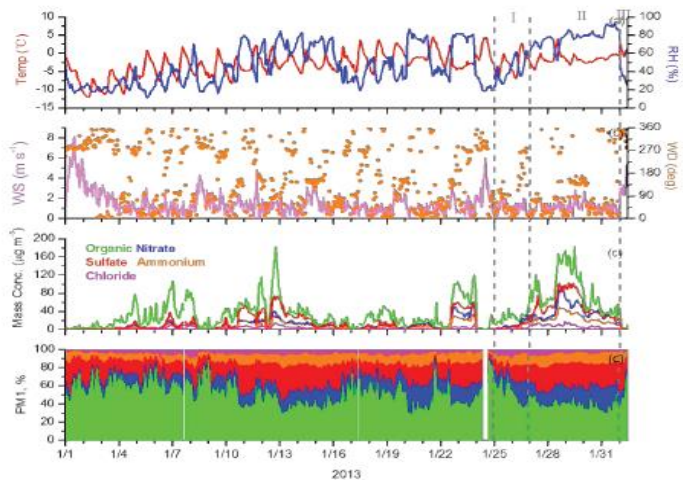 I II III
Temp (℃) 10 5 0 -5 -10 -15
100 80 60 40 20 0 RH (%)
WS (m s⁻¹) 8 6 4 2 0
360 270 180 90 0 WD (deg)
Mass Conc. (μg m⁻³) 200 160 120 80 40 0
Organic Nitrate
Sulfate Ammonium
Chloride
(c)
PM1, % 100 80 60 40 20 0
1/1 1/4 1/7 1/10 1/13 1/16 1/19 1/22 1/25 1/28 1/31
2013